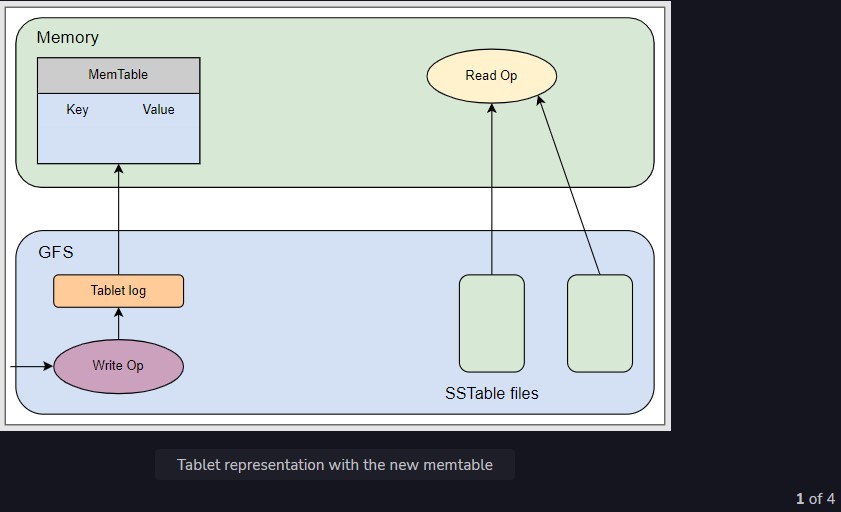 Memory
MemTable
Read Op
Key Value
GFS
Tablet log
Write Op
SSTable files
Tablet representation with the new memtable
1 of 4